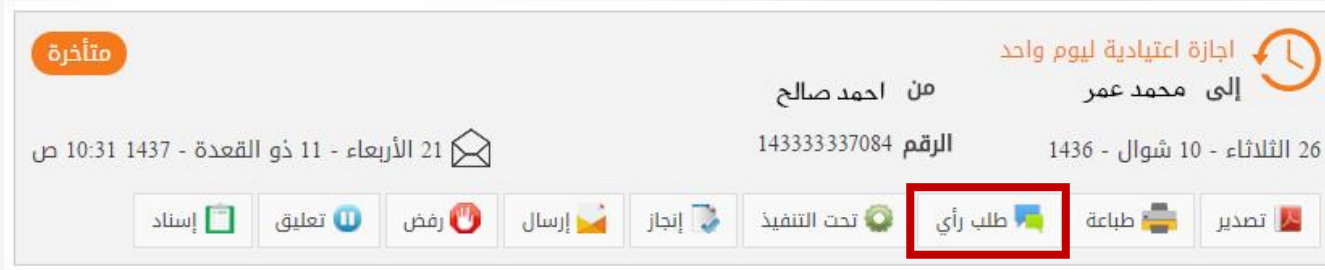 اجازة اعتيادية ليوم واحد متأخرة
إلى محمد عمر من احمد صالح
26 الثلاثاء - 10 شوال - 1436 الرقم 143333337084 21 الأربعاء - 11 ذو القعدة - 1437 10:31 ص
تصدير طباعة طلب رأي تحت التنفيذ إنجاز إرسال رفض تعليق إسناد